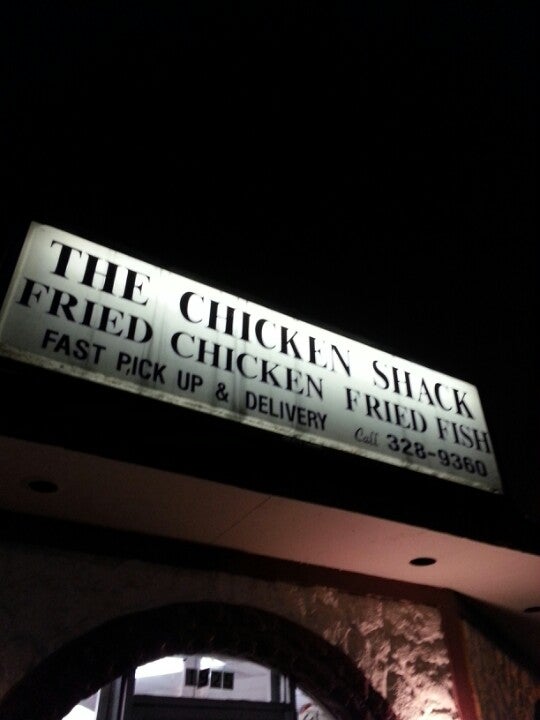 THE CHICKEN SHACK
FRIED CHICKEN FRIED FISH
FAST PICK UP & DELIVERY Call 328-9360